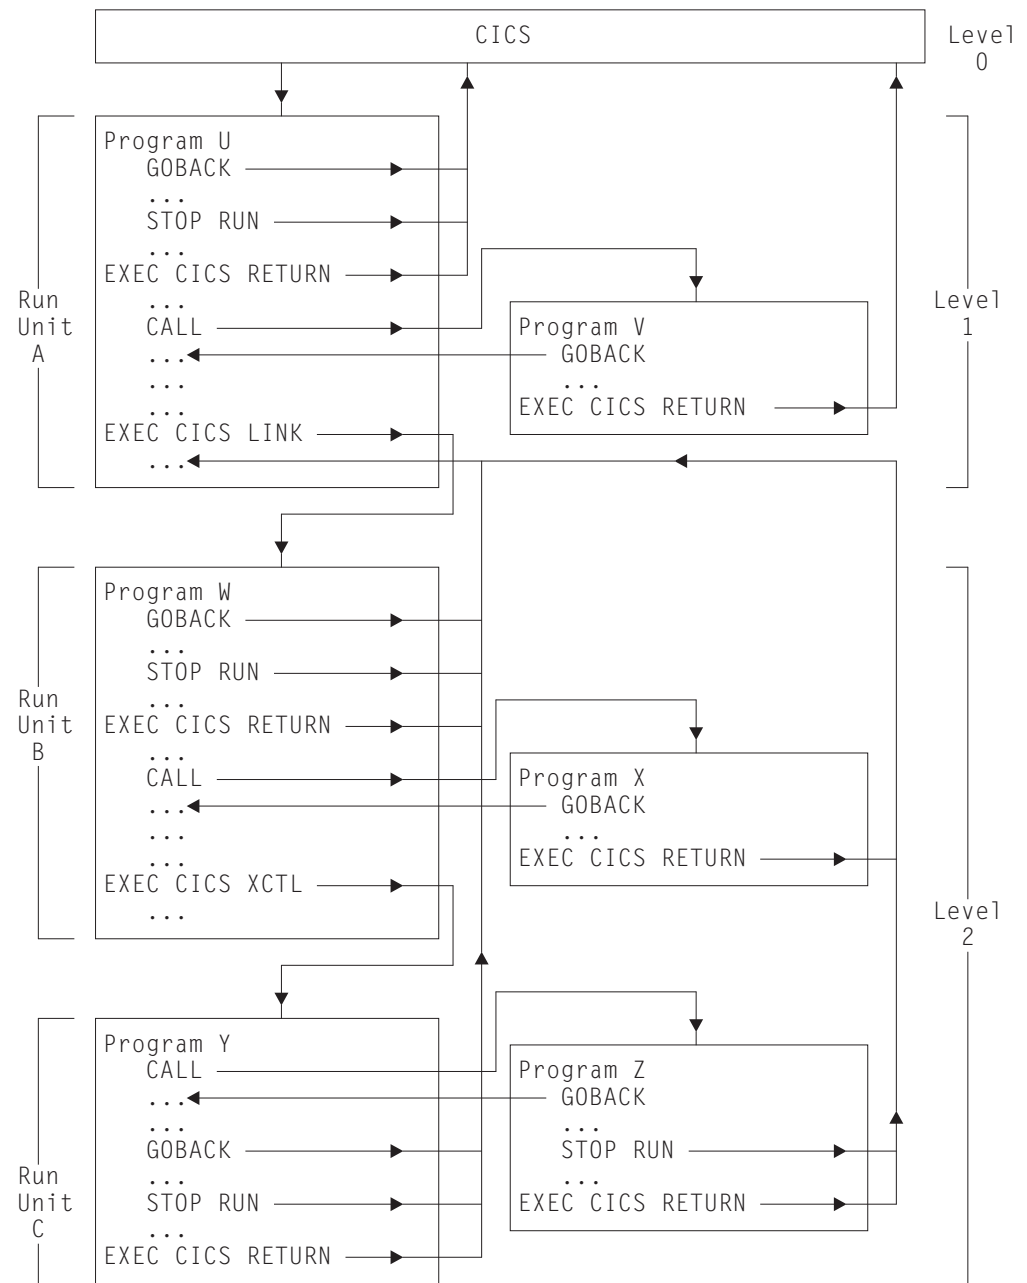 CICS
Level
0
Program U
GOBACK
...
STOP RUN
...
EXEC CICS RETURN
...
CALL
...
...
...
EXEC CICS LINK
...
Run
Unit
A
Program V
GOBACK
...
EXEC CICS RETURN
Level
1
Program W
GOBACK
...
STOP RUN
...
EXEC CICS RETURN
...
CALL
...
...
...
EXEC CICS XCTL
...
Run
Unit
B
Program X
GOBACK
...
EXEC CICS RETURN
Level
2
Program Y
CALL
...
...
GOBACK
...
STOP RUN
...
EXEC CICS RETURN
Run
Unit
C
Program Z
GOBACK
...
STOP RUN
...
EXEC CICS RETURN